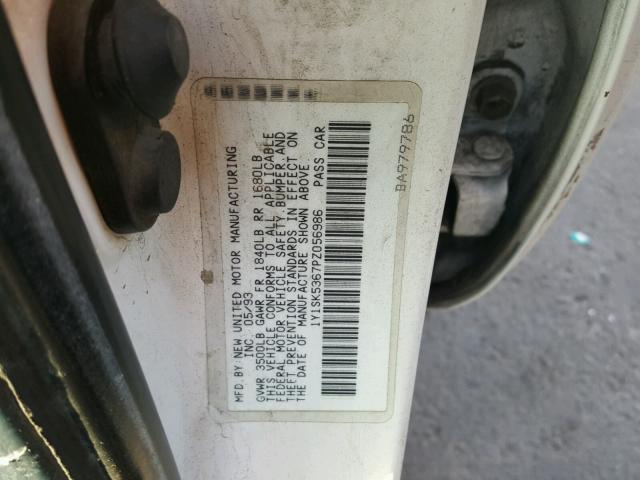 MFD.BY NEW UNITED MOTOR MANUFACTURING
INC. 05/93
GVWR 3500LB GAWR FR 1840LB RR 1680LB
THIS VEHICLE CONFORMS TO ALL APPLICABLE
FEDERAL MOTOR VEHICLE SAFETY, BUMPER, AND
THEFT PREVENTION STANDARDS IN EFFECT ON
THE DATE OF MANUFACTURE SHOWN ABOVE.
1Y1SK5367PZ056986 PASS CAR
BA979786